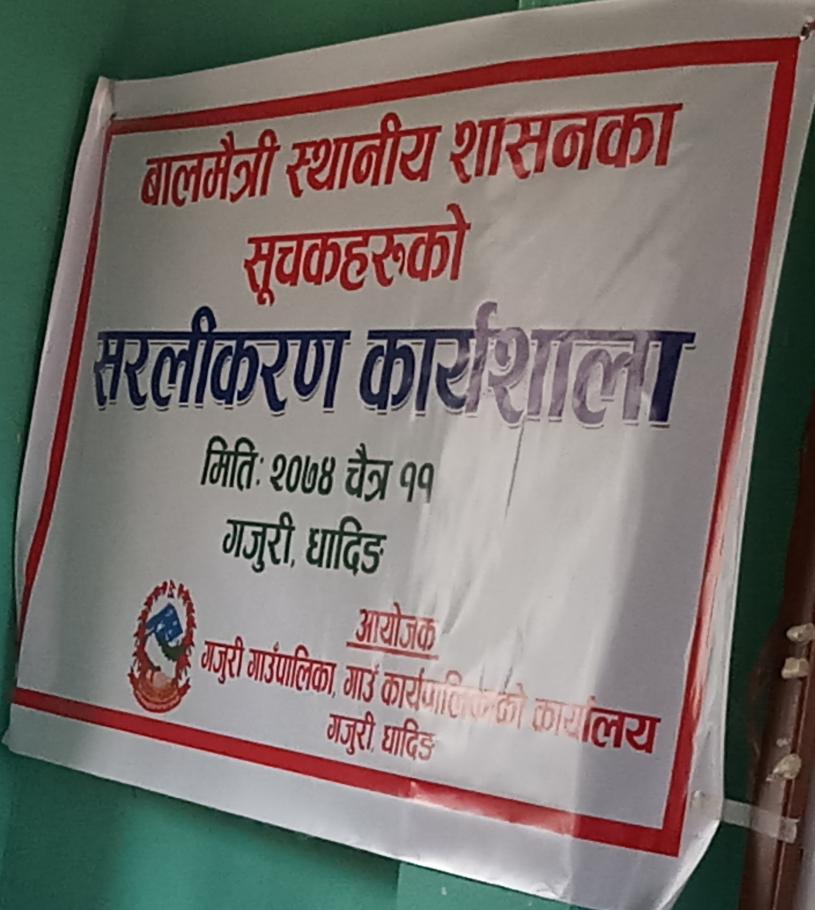 बालमैत्री स्थानीय शासनका
सूचकहरुको
सरलीकरण कार्यशाला
मिति: २०७४ चैत्र ११
गजुरी, धादिङ
आयोजक
गजुरी गाउँपालिका, गाउँ कार्यपालिकाको कार्यालय
गजुरी, धादिङ